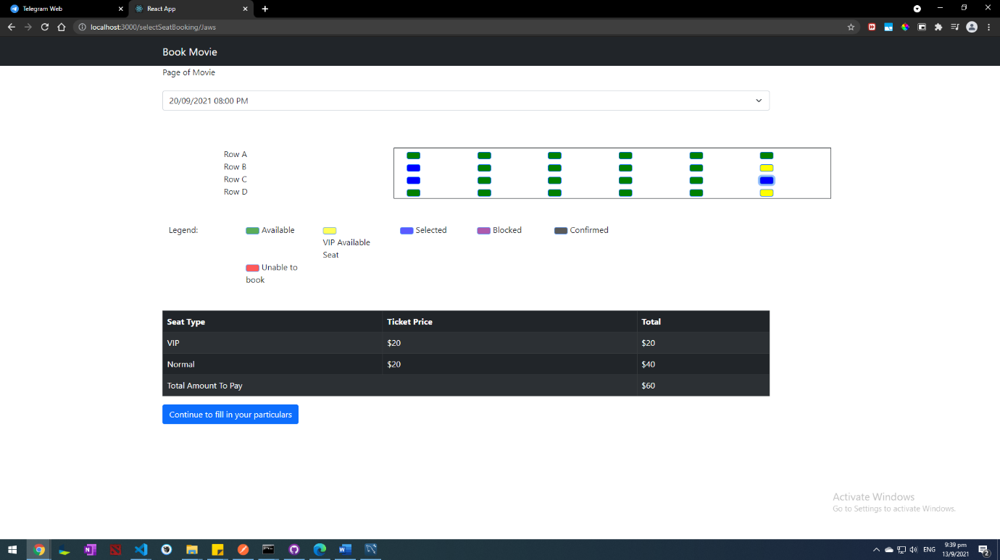 Telegram Web
React App
localhost:3000/selectSeatBooking/Jaws
Book Movie
Page of Movie
20/09/2021 08:00 PM
Row A
Row B
Row C
Row D
Legend: Available VIP Available Seat Selected Blocked Confirmed
Unable to book
Seat Type Ticket Price Total
VIP $20 $20
Normal $20 $40
Total Amount To Pay $60
Continue to fill in your particulars
Activate Windows
Go to Settings to activate Windows.
ENG
9:39 pm
13/9/2021
2